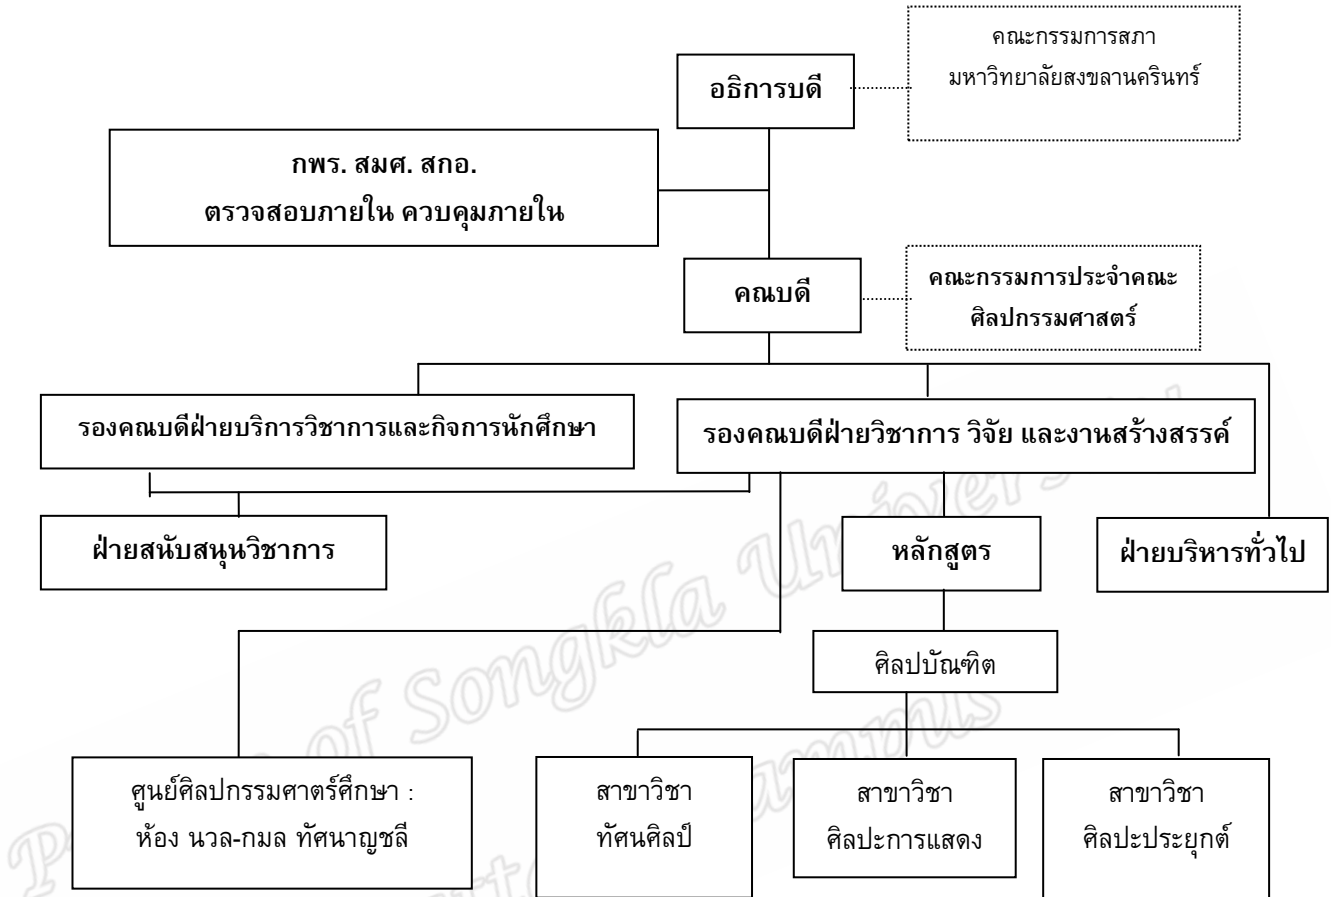 คณะกรรมการสภา
มหาวิทยาลัยสงขลานครินทร์
อธิการบดี
กพร. สมศ. สกอ.
ตรวจสอบภายใน ควบคุมภายใน
คณบดี
คณะกรรมการประจำคณะ
ศิลปกรรมศาสตร์
รองคณบดีฝ่ายบริการวิชาการและกิจการนักศึกษา
รองคณบดีฝ่ายวิชาการ วิจัย และงานสร้างสรรค์
ฝ่ายสนับสนุนวิชาการ
หลักสูตร
ฝ่ายบริหารทั่วไป
ศิลปบัณฑิต
ศูนย์ศิลปกรรมศาตร์ศึกษา :
ห้อง นวล-กมล ทัศนาญชลี
สาขาวิชา
ทัศนศิลป์
สาขาวิชา
ศิลปะการแสดง
สาขาวิชา
ศิลปะประยุกต์
of Songkla Univers